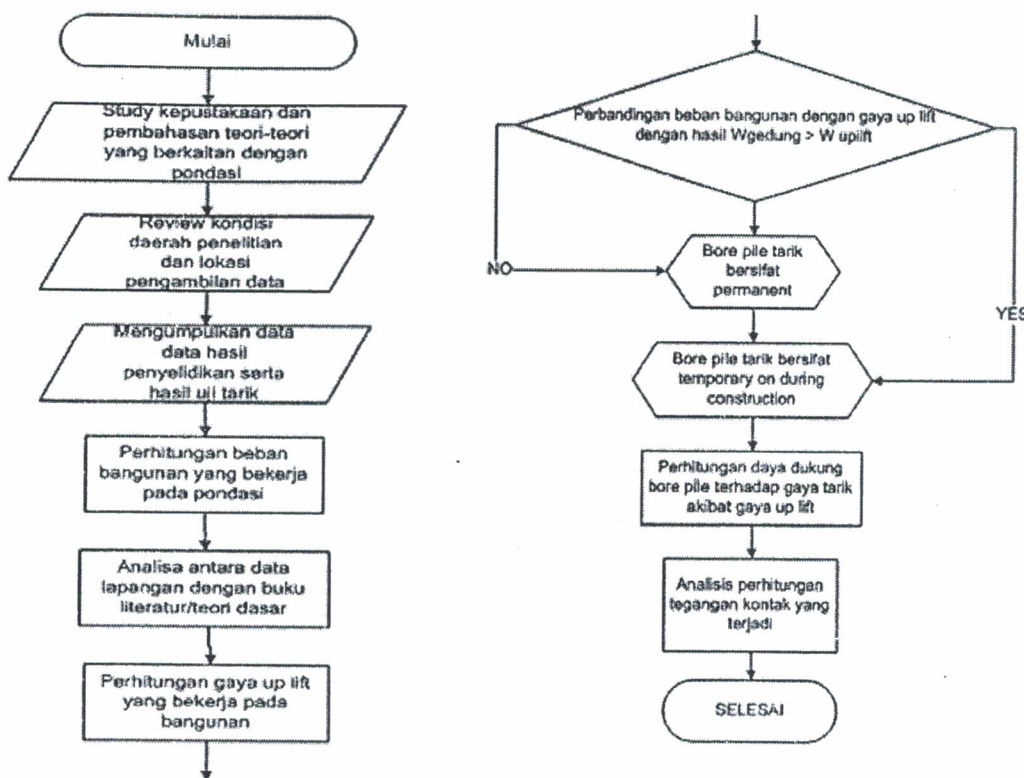 Mulai
Study kepustakaan dan
pembahasan teori-teori
yang berkaitan dengan
pondasi
Review kondisi
daerah penelitian
dan lokasi
pengambilan data
Mengumpulkan data
data hasil
penyelidikan serta
hasil uji tarik
Perhitungan beban
bangunan yang bekerja
pada pondasi
Analisa antara data
lapangan dengan buku
literatur/teori dasar
Perhitungan gaya up lift
yang bekerja pada
bangunan
Perbandingan beban bangunan dengan gaya up lift
dengan hasil Wgedung > W uplift
NO
YES
Bore pile tarik
bersifat
permanent
Bore pile tarik bersifat
temporary on during
construction
Perhitungan daya dukung
bore pile terhadap gaya tarik
akibat gaya up lift
Analisis perhitungan
tegangan kontak yang
terjadi
SELESAI